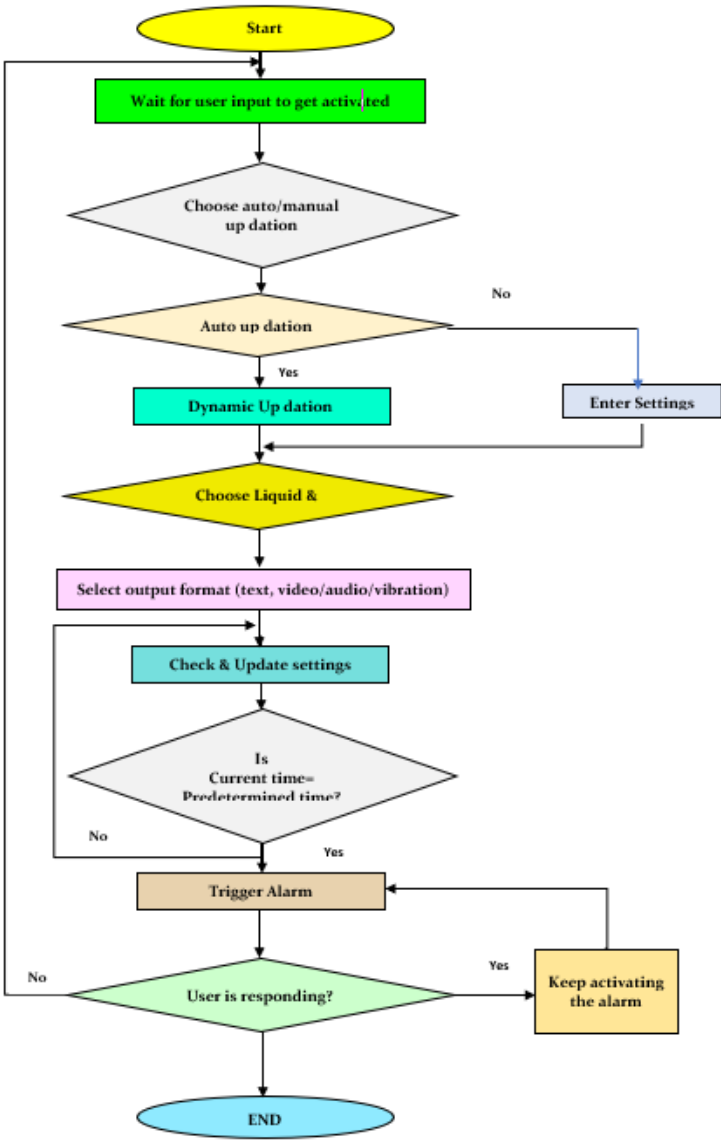 Start
Wait for user input to get activated
Choose auto/manual
up dation
No
Auto up dation
Yes
Dynamic Up dation
Enter Settings
Choose Liquid &
Select output format (text, video/audio/vibration)
Check & Update settings
Is
Current time=
Predetermined time?
No
Yes
Trigger Alarm
No
User is responding?
Yes
Keep activating
the alarm
END